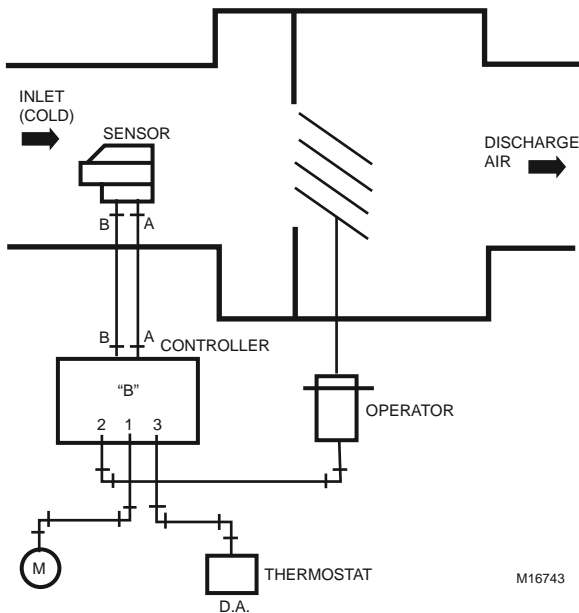 INLET
(COLD)
SENSOR
DISCHARGE
AIR
B A
B A
CONTROLLER
“B”
2 1 3
OPERATOR
M
THERMOSTAT
D.A.
M16743